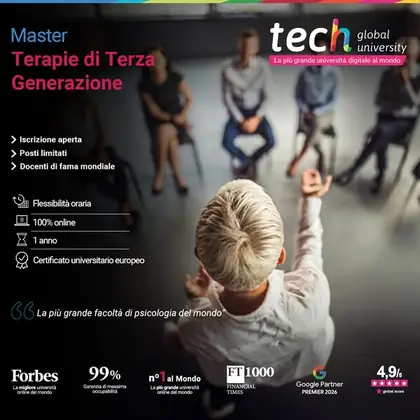 Master
Terapie di Terza
Generazione
tech global
university
La più grande università digitale al mondo
Iscrizione aperta
Posti limitati
Docenti di fama mondiale
Flessibilità oraria
100% online
1 anno
Certificato universitario europeo
La più grande facoltà di psicologia del mondo"
Forbes
La migliore università
online del mondo
99%
Garanzia di massima
occupabilità
n°1 al Mondo
La più grande università
online del mondo
FT1000
FINANCIAL
TIMES
Google Partner
PREMIER 2026
4,9/5
global score